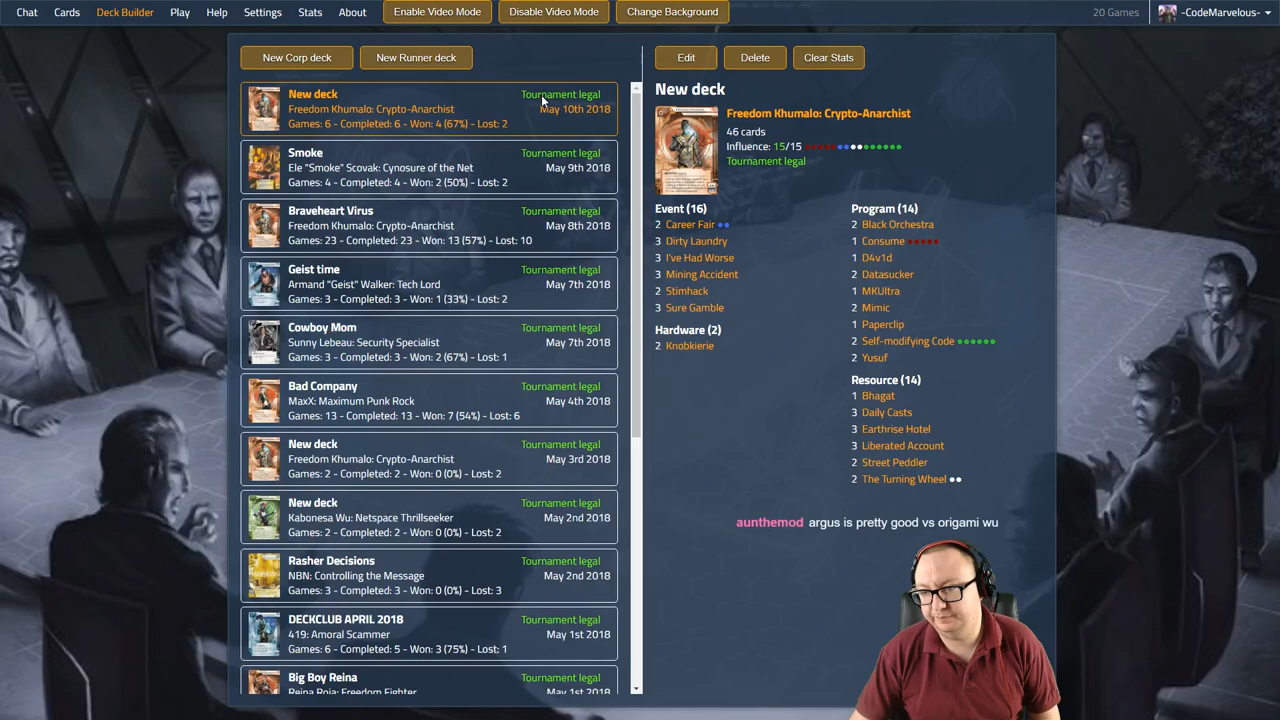 Chat Cards Deck Builder Play Help Settings Stats About Enable Video Mode Disable Video Mode Change Background 20 Games -CodeMarvelous-
New Corp deck New Runner deck
New deck Tournament legal
Freedom Khumalo: Crypto-Anarchist May 10th 2018
Games: 6 - Completed: 6 - Won: 4 (67%) - Lost: 2
Smoke Tournament legal
Ele "Smoke" Scovak: Cynosure of the Net May 9th 2018
Games: 4 - Completed: 4 - Won: 2 (50%) - Lost: 2
Braveheart Virus Tournament legal
Freedom Khumalo: Crypto-Anarchist May 8th 2018
Games: 23 - Completed: 23 - Won: 13 (57%) - Lost: 10
Geist time Tournament legal
Armand "Geist" Walker: Tech Lord May 7th 2018
Games: 3 - Completed: 3 - Won: 1 (33%) - Lost: 2
Cowboy Mom Tournament legal
Sunny Lebeau: Security Specialist May 7th 2018
Games: 3 - Completed: 3 - Won: 2 (67%) - Lost: 1
Bad Company Tournament legal
MaxX: Maximum Punk Rock May 4th 2018
Games: 13 - Completed: 13 - Won: 7 (54%) - Lost: 6
New deck Tournament legal
Freedom Khumalo: Crypto-Anarchist May 3rd 2018
Games: 2 - Completed: 2 - Won: 0 (0%) - Lost: 2
New deck Tournament legal
Kabonesa Wu: Netspace Thrillseeker May 2nd 2018
Games: 2 - Completed: 2 - Won: 0 (0%) - Lost: 2
Rasher Decisions Tournament legal
NBN: Controlling the Message May 2nd 2018
Games: 3 - Completed: 3 - Won: 0 (0%) - Lost: 3
DECKCLUB APRIL 2018 Tournament legal
419: Amoral Scammer May 1st 2018
Games: 6 - Completed: 5 - Won: 3 (75%) - Lost: 1
Big Boy Reina Tournament legal
Reina Roja: Freedom Fighter May 1st 2018
Edit Delete Clear Stats
New deck
Freedom Khumalo: Crypto-Anarchist
46 cards
Influence: 15/15
Tournament legal
Event (16)
2 Career Fair
3 Dirty Laundry
3 I've Had Worse
3 Mining Accident
2 Stimhack
3 Sure Gamble
Hardware (2)
2 Knobkierie
Program (14)
2 Black Orchestra
1 Consume
1 D4v1d
2 Datasucker
1 MKUltra
2 Mimic
1 Paperclip
2 Self-modifying Code
2 Yusuf
Resource (14)
1 Bhagat
3 Daily Casts
3 Earthrise Hotel
3 Liberated Account
2 Street Peddler
2 The Turning Wheel
aunthemod argus is pretty good vs origami wu